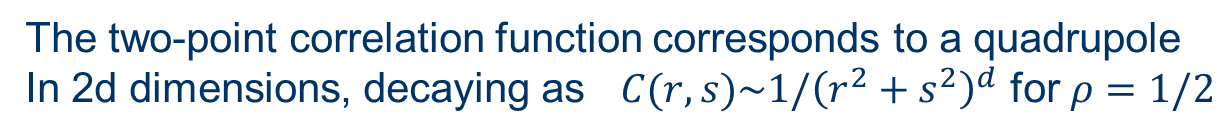 The two-point correlation function corresponds to a quadrupole
In 2d dimensions, decaying as C(r, s)~1/(r² + s²)ᵈ for ρ = 1/2